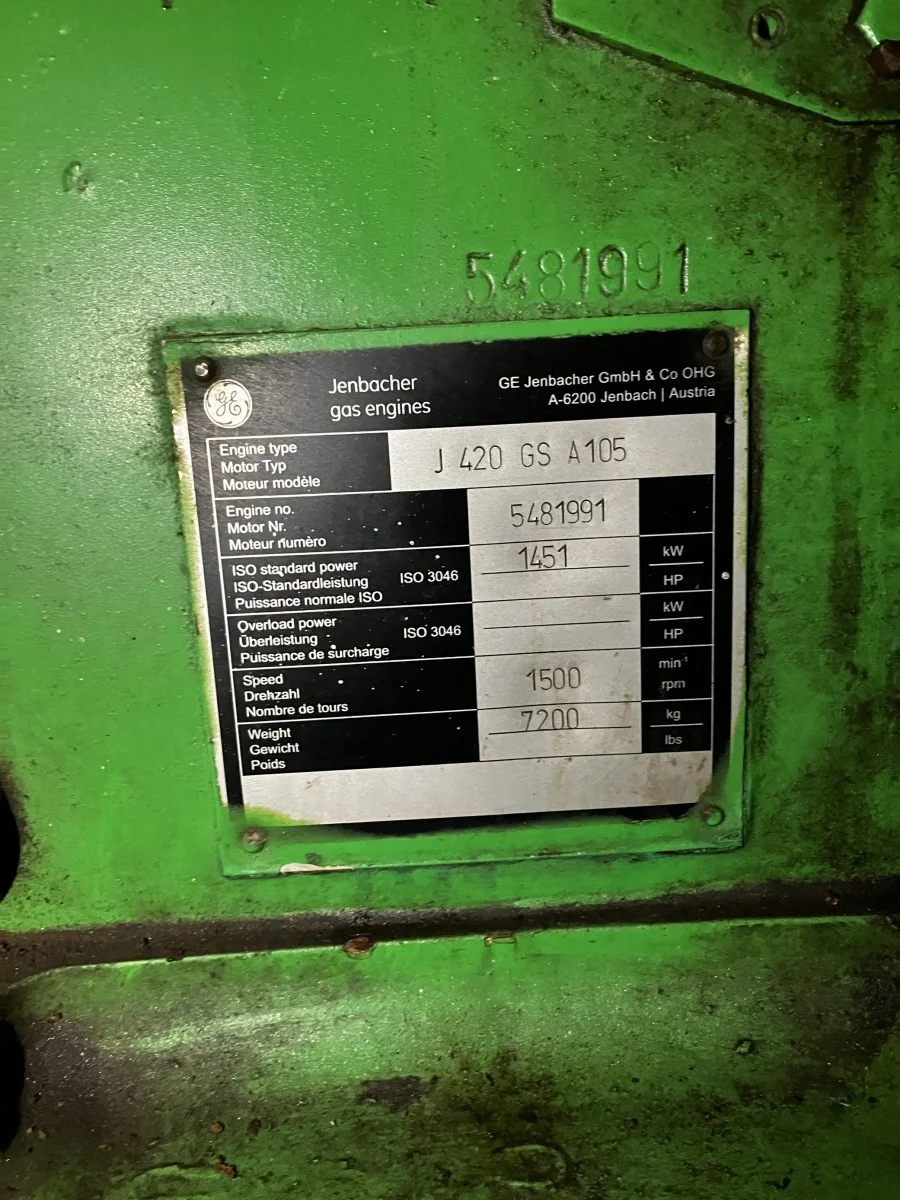 5481991
GE
Jenbacher
gas engines
GE Jenbacher GmbH & Co OHG
A-6200 Jenbach | Austria
Engine type
Motor Typ
Moteur modèle
J 420 GS A105
Engine no.
Motor Nr.
Moteur numèro
5481991
ISO standard power
ISO-Standardleistung
Puissance normale ISO
ISO 3046
1451
kW
HP
Overload power
Überleistung
Puissance de surcharge
ISO 3046
kW
HP
Speed
Drehzahl
Nombre de tours
1500
min-¹
rpm
Weight
Gewicht
Poids
7200
kg
lbs